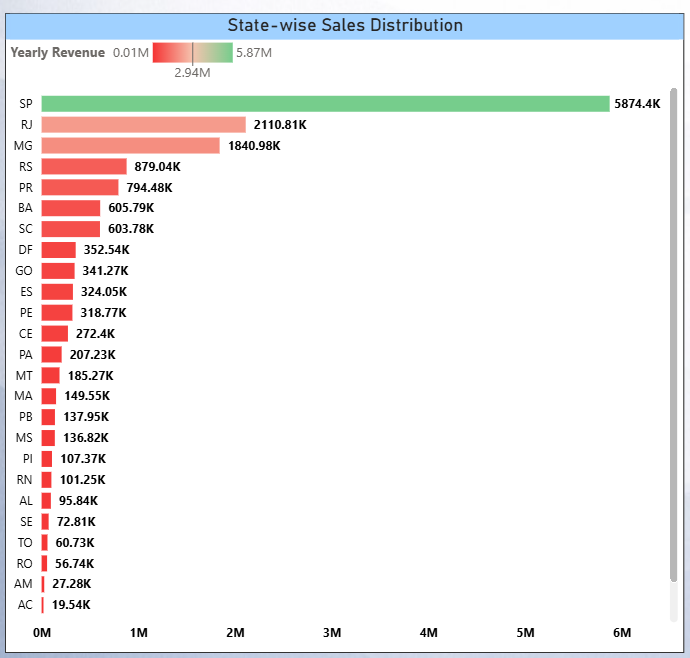 State-wise Sales Distribution
Yearly Revenue 0.01M 5.87M
2.94M
SP 5874.4K
RJ 2110.81K
MG 1840.98K
RS 879.04K
PR 794.48K
BA 605.79K
SC 603.78K
DF 352.54K
GO 341.27K
ES 324.05K
PE 318.77K
CE 272.4K
PA 207.23K
MT 185.27K
MA 149.55K
PB 137.95K
MS 136.82K
PI 107.37K
RN 101.25K
AL 95.84K
SE 72.81K
TO 60.73K
RO 56.74K
AM 27.28K
AC 19.54K
0M 1M 2M 3M 4M 5M 6M